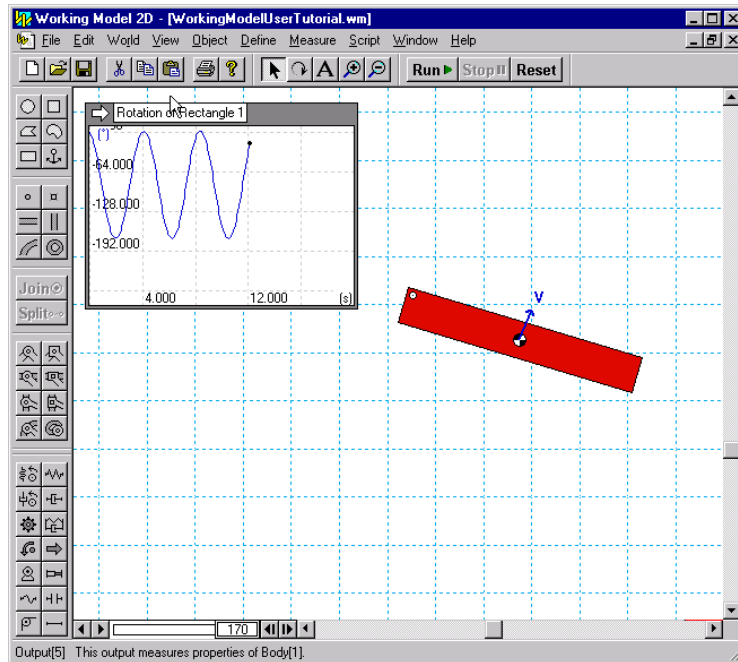 Working Model 2D - [WorkingModelUserTutorial.wm]
File Edit World View Object Define Measure Script Window Help
A Run Stop Reset
Rotation of Rectangle 1
(°)
-64.000
-128.000
-192.000
4.000 12.000 (s)
V
Join
Split
170
Output[5] This output measures properties of Body[1].